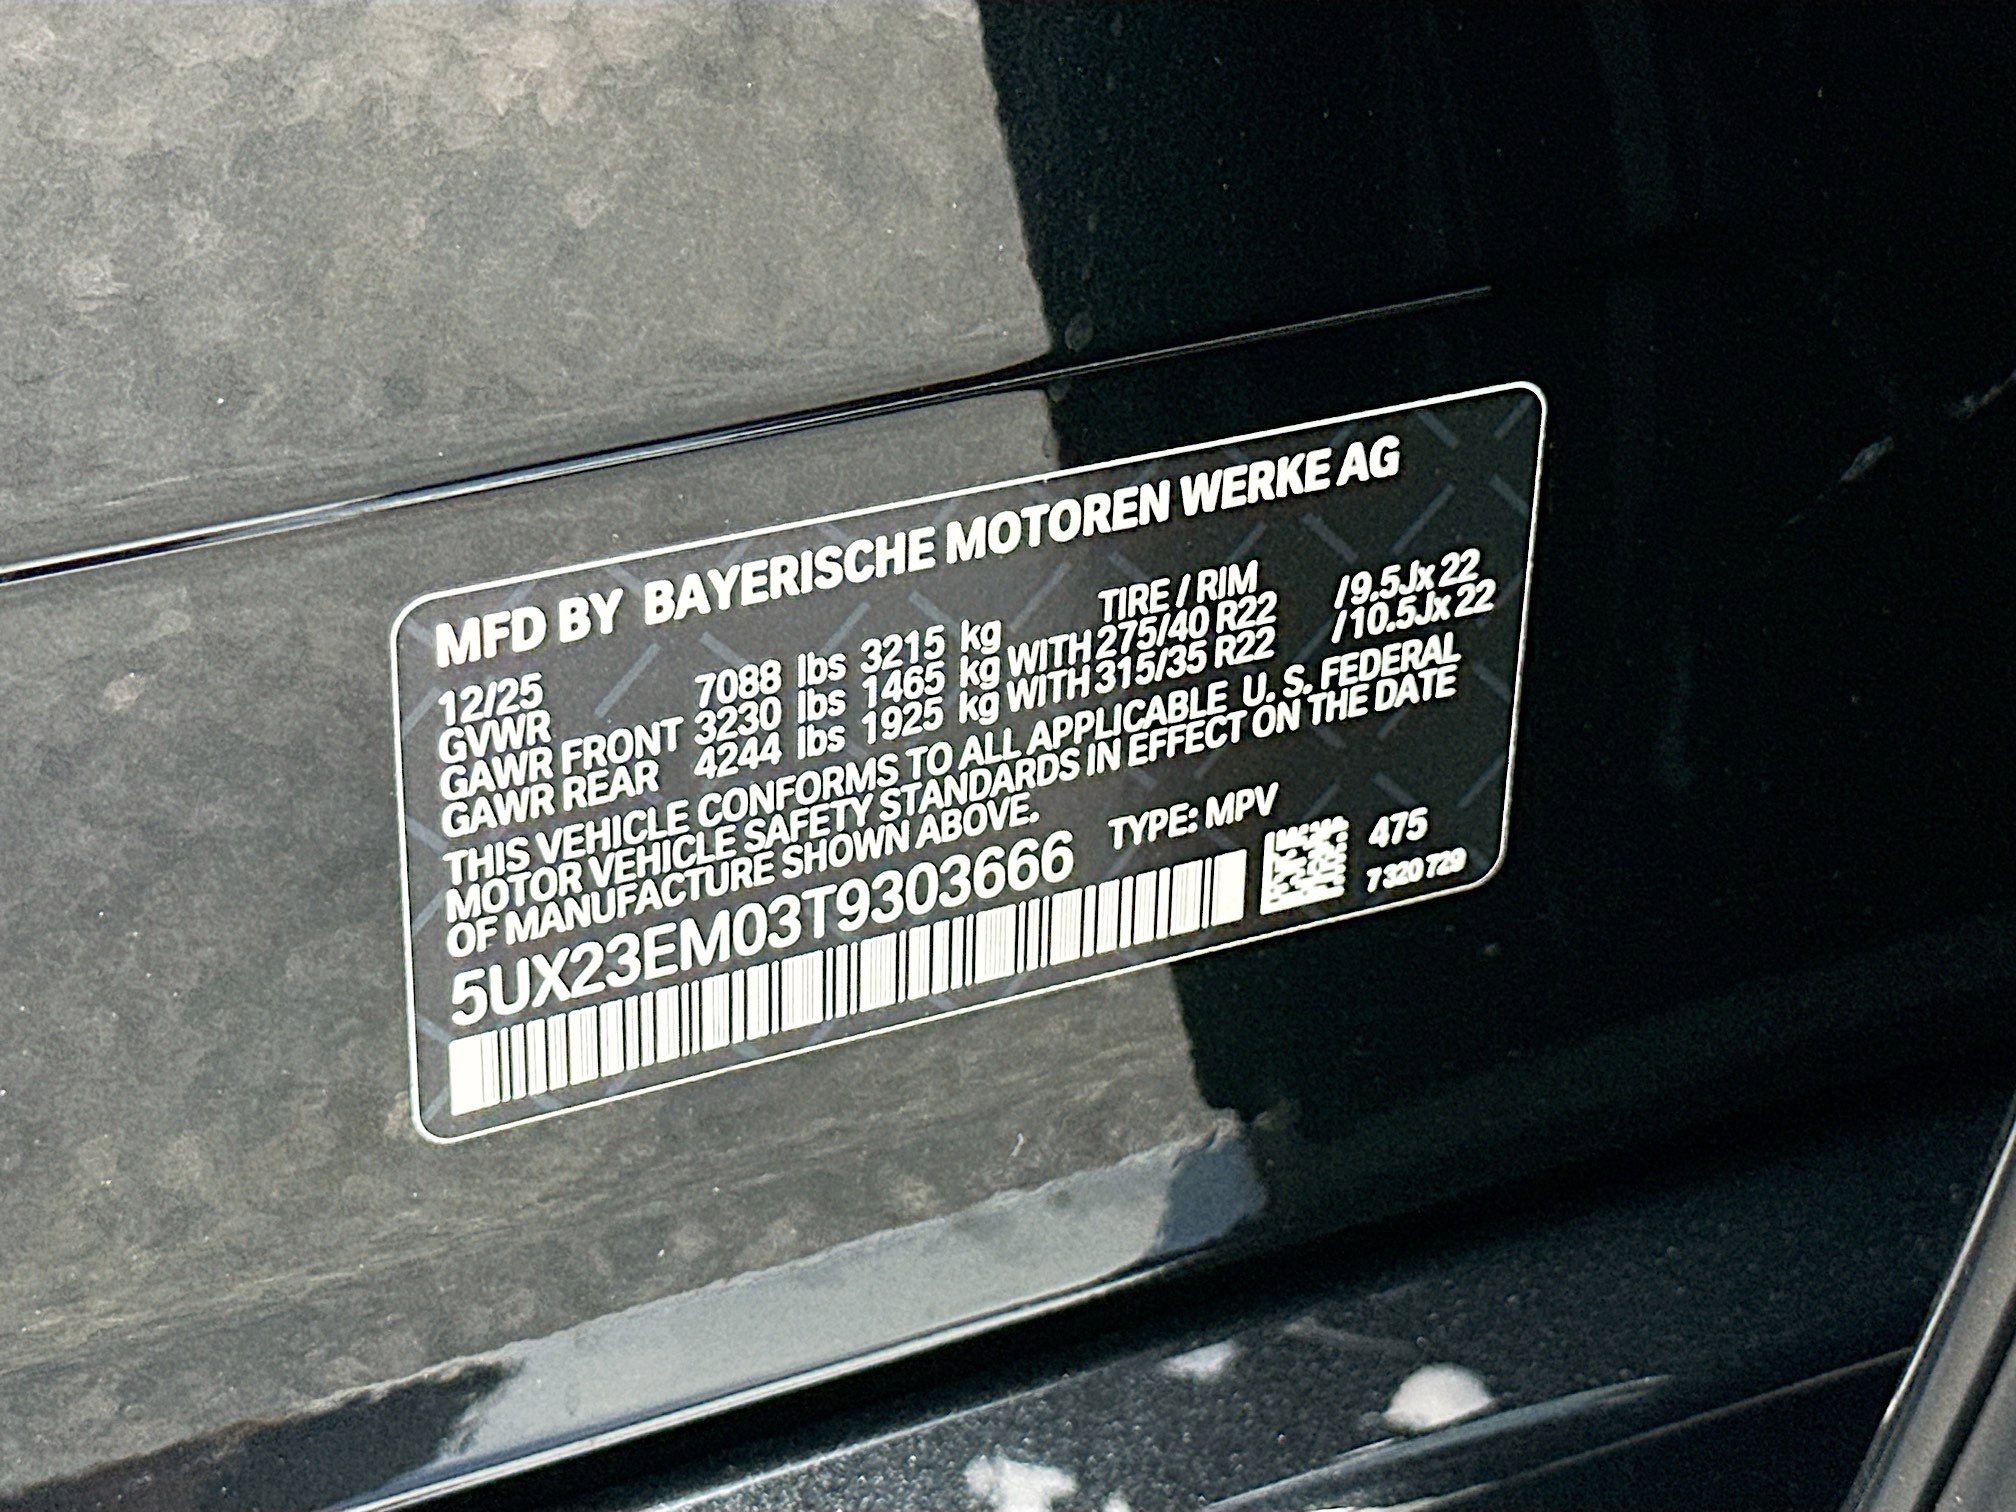 MFD BY BAYERISCHE MOTOREN WERKE AG
12/25 TIRE / RIM
GVWR 7088 lbs 3215 kg
GAWR FRONT 3230 lbs 1465 kg WITH 275/40 R22 /9.5Jx22
GAWR REAR 4244 lbs 1925 kg WITH 315/35 R22 /10.5Jx22
THIS VEHICLE CONFORMS TO ALL APPLICABLE U. S. FEDERAL
MOTOR VEHICLE SAFETY STANDARDS IN EFFECT ON THE DATE
OF MANUFACTURE SHOWN ABOVE.
5UX23EM03T9303666 TYPE: MPV
475
7 320 729